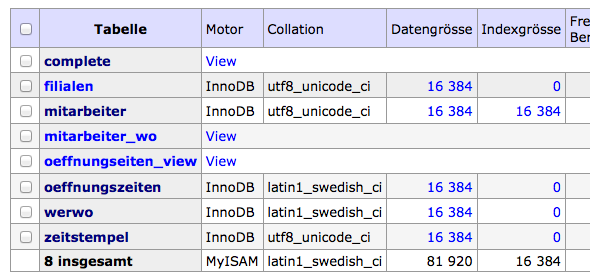 Tabelle Motor Collation Datengrösse Indexgrösse Fre
Ber
complete View
filialen InnoDB utf8_unicode_ci 16 384 0
mitarbeiter InnoDB utf8_unicode_ci 16 384 16 384
mitarbeiter_wo View
oeffnungseiten_view View
oeffnungszeiten InnoDB latin1_swedish_ci 16 384 0
werwo InnoDB latin1_swedish_ci 16 384 0
zeitstempel InnoDB utf8_unicode_ci 16 384 0
8 insgesamt MyISAM latin1_swedish_ci 81 920 16 384